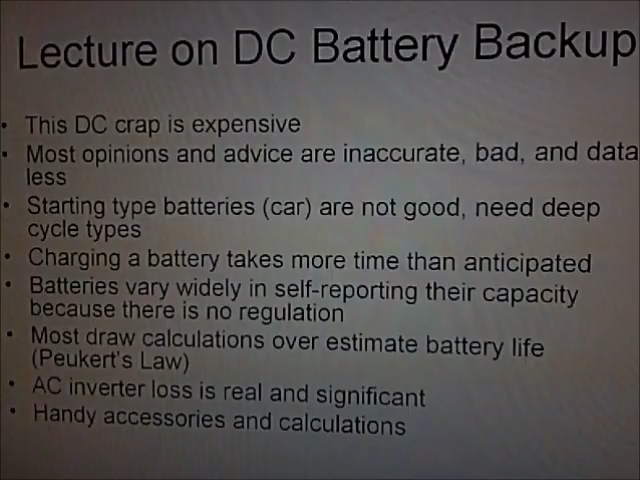 Lecture on DC Battery Backup
• This DC crap is expensive
• Most opinions and advice are inaccurate, bad, and data
less
• Starting type batteries (car) are not good, need deep
cycle types
• Charging a battery takes more time than anticipated
• Batteries vary widely in self-reporting their capacity
because there is no regulation
• Most draw calculations over estimate battery life
(Peukert's Law)
• AC inverter loss is real and significant
• Handy accessories and calculations